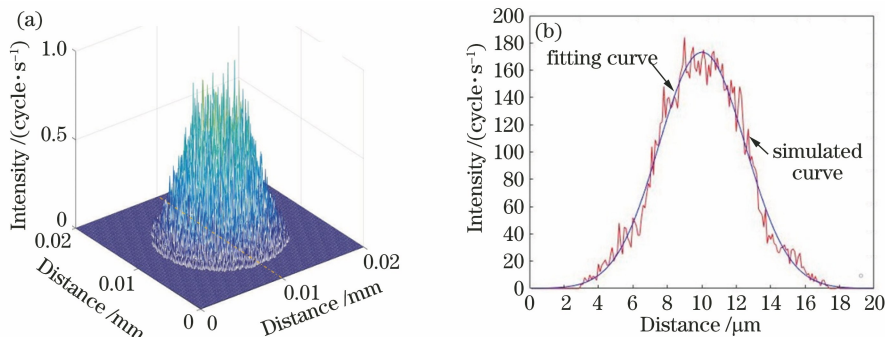 (a)
1.0
0.5
0
Intensity /(cycle·s⁻¹)
0.02
0.01
0
Distance /mm
0
0.01
0.02
Distance /mm
(b)
200
180
160
140
120
100
80
60
40
20
0
Intensity /(cycle·s⁻¹)
fitting curve
simulated
curve
0 2 4 6 8 10 12 14 16 18 20
Distance /μm